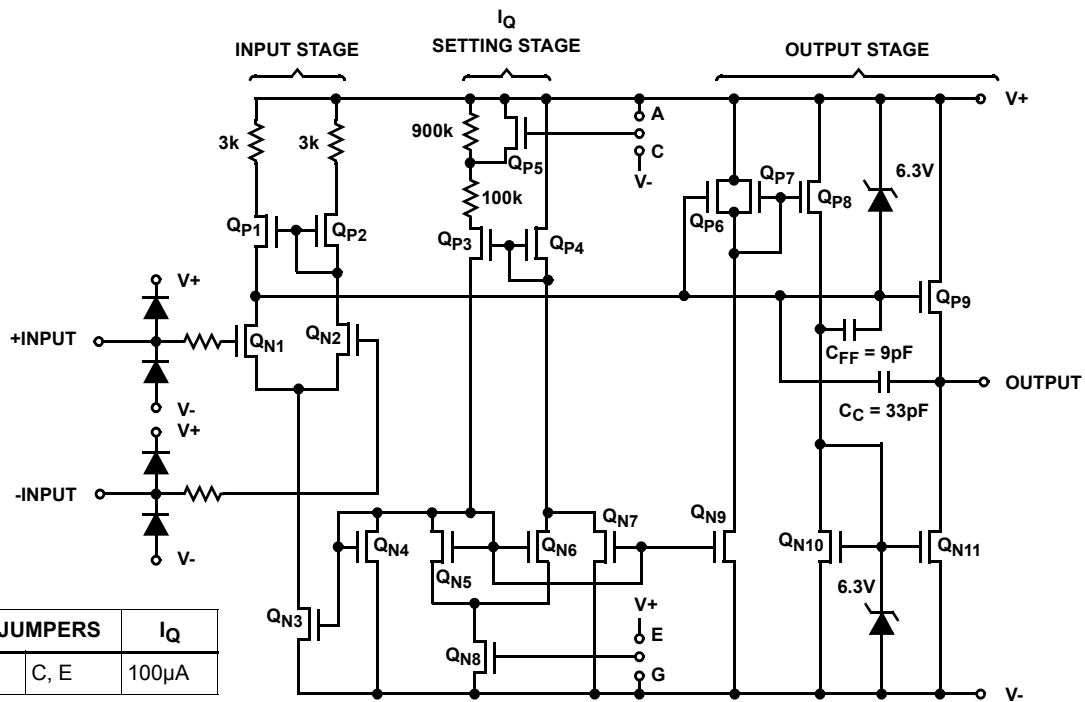 IQ
INPUT STAGE
SETTING STAGE
OUTPUT STAGE
V+
A
900k
3k
3k
QP5
C
V-
6.3V
QP7
QP8
QP6
100k
QP1
QP2
QP3
QP4
QP9
V+
+INPUT
QN1
QN2
CFF = 9pF
OUTPUT
V-
CC = 33pF
V+
-INPUT
QN7
QN9
QN4
QN6
QN10
QN11
V-
QN5
6.3V
V+
QN3
E
QN8
G
V-
JUMPERS
IQ
C, E
100µA